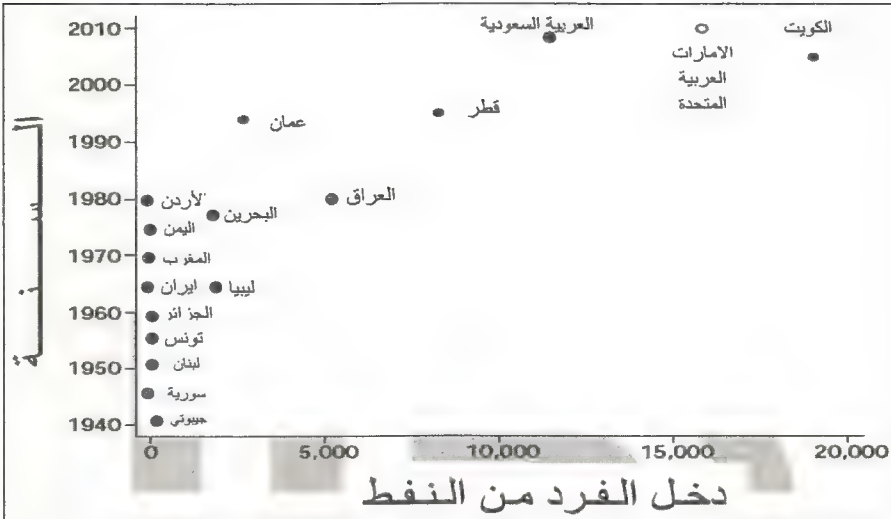 2010
العربية السعودية
الكويت
الامارات
العربية
المتحدة
2000
قطر
عمان
1990
1980
الأردن
العراق
البحرين
اليمن
1970
المغرب
ايران
ليبيا
1960
الجزائر
تونس
1950
لبنان
سورية
1940
جيبوتي
السنة
0
5,000
10,000
15,000
20,000
دخل الفرد من النفط